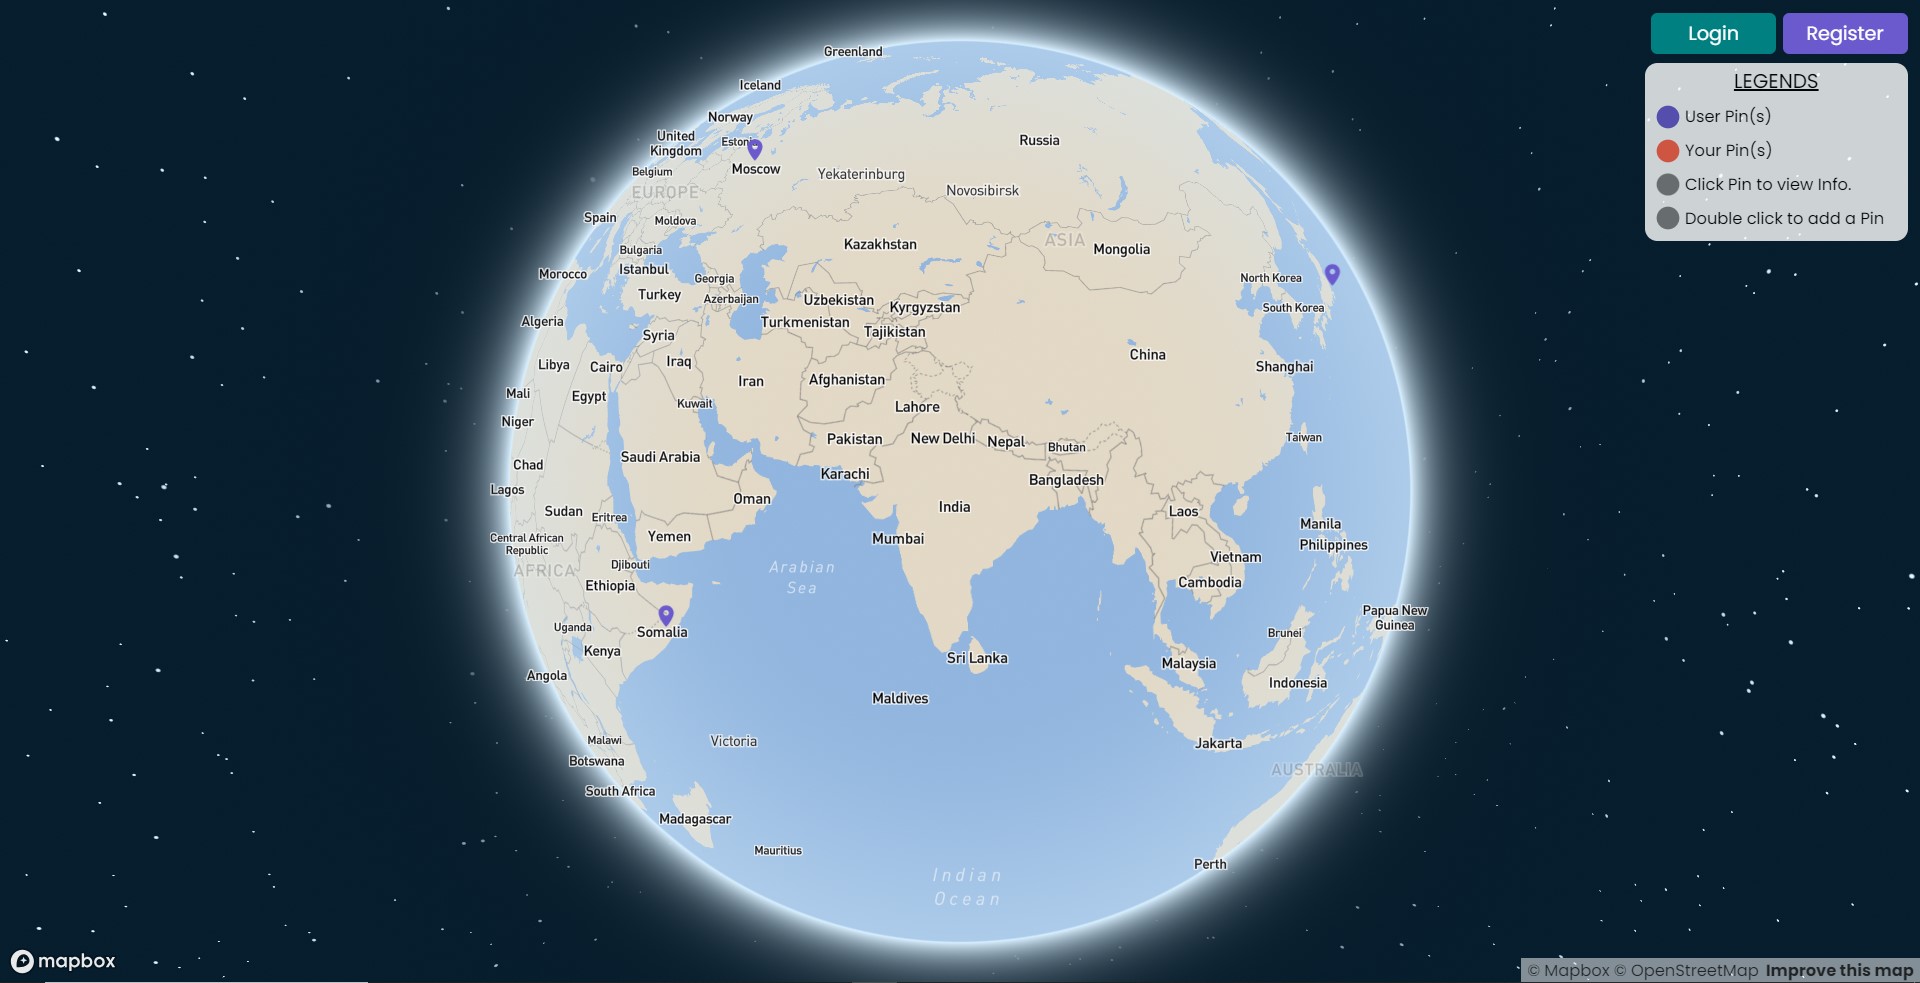 Login
Register
LEGENDS
User Pin(s)
Your Pin(s)
Click Pin to view Info.
Double click to add a Pin
Greenland
Iceland
Norway
United
Kingdom
Moscow
Belgium
EUROPE
Russia
Yekaterinburg
Novosibirsk
Spain
Moldova
Bulgaria
Istanbul
Kazakhstan
ASIA
Mongolia
Morocco
Georgia
Turkey
Azerbaijan
Uzbekistan
Kyrgyzstan
North Korea
South Korea
Algeria
Turkmenistan
Tajikistan
Syria
Libya
Cairo
Iraq
China
Shanghai
Iran
Afghanistan
Mali
Egypt
Kuwait
Lahore
Niger
Pakistan
New Delhi
Nepal
Bhutan
Taiwan
Chad
Saudi Arabia
Karachi
Bangladesh
Lagos
Oman
India
Sudan
Eritrea
Laos
Manila
Central African
Republic
Yemen
Mumbai
Philippines
AFRICA
Djibouti
Arabian
Sea
Vietnam
Ethiopia
Cambodia
Papua New
Guinea
Uganda
Somalia
Brunei
Kenya
Sri Lanka
Malaysia
Angola
Indonesia
Maldives
Malawi
Victoria
Jakarta
Botswana
AUSTRALIA
South Africa
Madagascar
Mauritius
Perth
Indian
Ocean
mapbox
© Mapbox © OpenStreetMap Improve this map